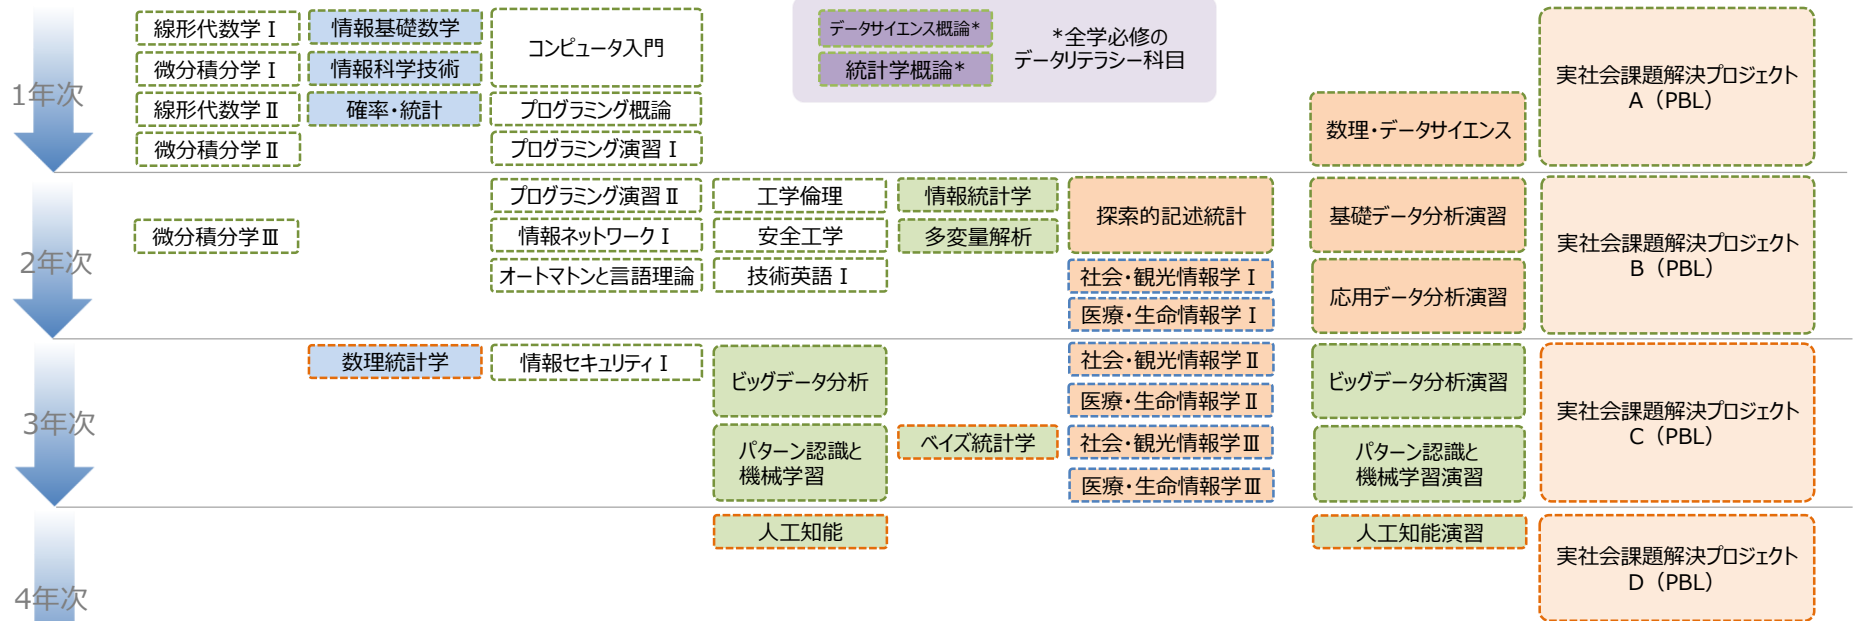 1年次
線形代数学Ⅰ
情報基礎数学
コンピュータ入門
データサイエンス概論*
統計学概論*
*全学必修の
データリテラシー科目
微分積分学Ⅰ
情報科学技術
線形代数学Ⅱ
確率・統計
プログラミング概論
微分積分学Ⅱ
プログラミング演習Ⅰ
数理・データサイエンス
実社会課題解決プロジェクト
A(PBL)
2年次
微分積分学Ⅲ
プログラミング演習Ⅱ
情報ネットワークⅠ
オートマトンと言語理論
工学倫理
安全工学
技術英語Ⅰ
情報統計学
多変量解析
探索的記述統計
社会・観光情報学Ⅰ
医療・生命情報学Ⅰ
基礎データ分析演習
応用データ分析演習
実社会課題解決プロジェクト
B(PBL)
3年次
数理統計学
情報セキュリティⅠ
ビッグデータ分析
パターン認識と
機械学習
ベイズ統計学
社会・観光情報学Ⅱ
医療・生命情報学Ⅱ
社会・観光情報学Ⅲ
医療・生命情報学Ⅲ
ビッグデータ分析演習
パターン認識と
機械学習演習
実社会課題解決プロジェクト
C(PBL)
4年次
人工知能
人工知能演習
実社会課題解決プロジェクト
D(PBL)